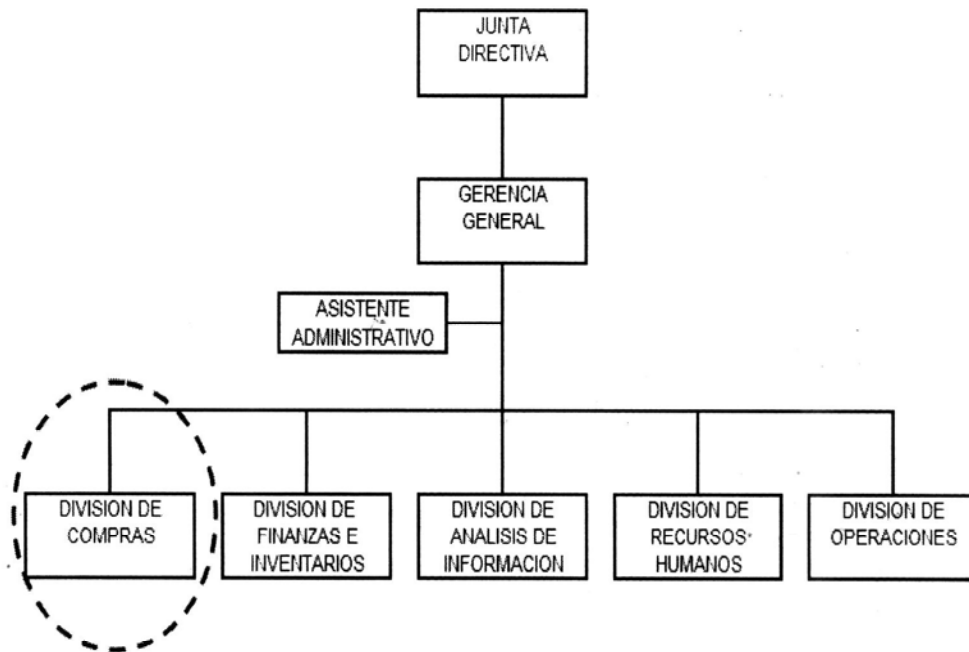 JUNTA
DIRECTIVA
GERENCIA
GENERAL
ASISTENTE
ADMINISTRATIVO
DIVISION DE
COMPRAS
DIVISION DE
FINANZAS E
INVENTARIOS
DIVISION DE
ANALISIS DE
INFORMACION
DIVISION DE
RECURSOS
HUMANOS
DIVISION DE
OPERACIONES